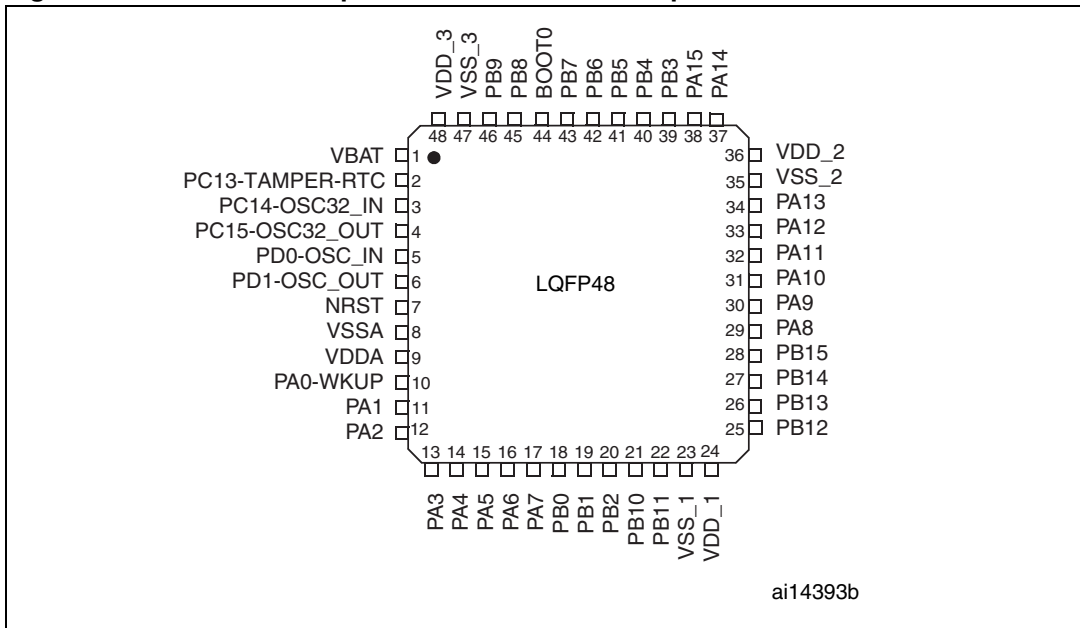 VDD_3
VSS_3
PB9
PB8
BOOT0
PB7
PB6
PB5
PB4
PB3
PA15
PA14
48 47 46 45 44 43 42 41 40 39 38 37
VBAT 1
PC13-TAMPER-RTC 2
PC14-OSC32_IN 3
PC15-OSC32_OUT 4
PD0-OSC_IN 5
PD1-OSC_OUT 6
NRST 7
VSSA 8
VDDA 9
PA0-WKUP 10
PA1 11
PA2 12
LQFP48
36 VDD_2
35 VSS_2
34 PA13
33 PA12
32 PA11
31 PA10
30 PA9
29 PA8
28 PB15
27 PB14
26 PB13
25 PB12
13 14 15 16 17 18 19 20 21 22 23 24
PA3
PA4
PA5
PA6
PA7
PB0
PB1
PB2
PB10
PB11
VSS_1
VDD_1
ai14393b